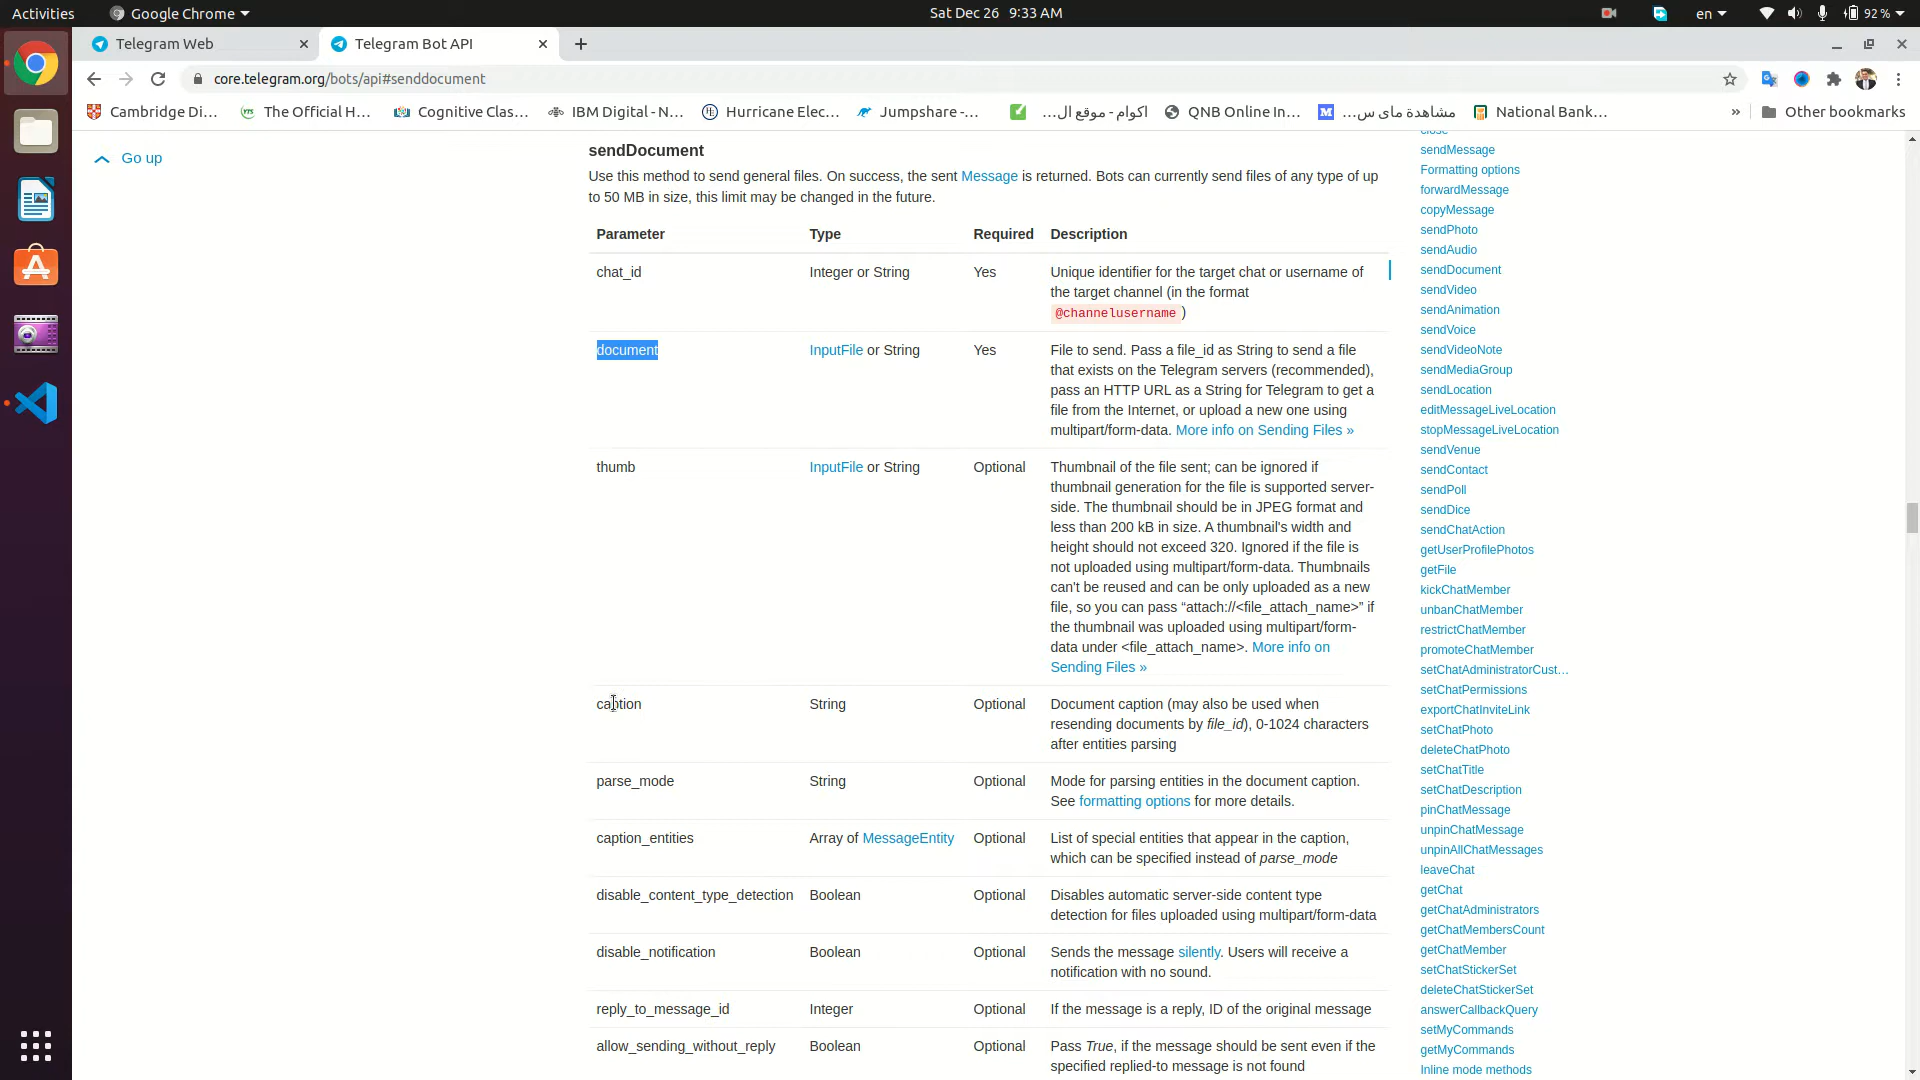 Activities
Google Chrome
Sat Dec 26 9:33 AM
en
92 %
Telegram Web
Telegram Bot API
core.telegram.org/bots/api#senddocument
Cambridge Di...
The Official H...
Cognitive Clas...
IBM Digital - N...
Hurricane Elec...
Jumpshare -...
اكوام - موقع ال...
QNB Online In...
مشاهدة ماى س...
National Bank...
»
Other bookmarks
Go up
sendDocument
Use this method to send general files. On success, the sent Message is returned. Bots can currently send files of any type of up
to 50 MB in size, this limit may be changed in the future.
Parameter Type Required Description
chat_id Integer or String Yes Unique identifier for the target chat or username of
the target channel (in the format
@channelusername )
document InputFile or String Yes File to send. Pass a file_id as String to send a file
that exists on the Telegram servers (recommended),
pass an HTTP URL as a String for Telegram to get a
file from the Internet, or upload a new one using
multipart/form-data. More info on Sending Files »
thumb InputFile or String Optional Thumbnail of the file sent; can be ignored if
thumbnail generation for the file is supported server-
side. The thumbnail should be in JPEG format and
less than 200 kB in size. A thumbnail's width and
height should not exceed 320. Ignored if the file is
not uploaded using multipart/form-data. Thumbnails
can't be reused and can be only uploaded as a new
file, so you can pass “attach://<file_attach_name>” if
the thumbnail was uploaded using multipart/form-
data under <file_attach_name>. More info on
Sending Files »
caption String Optional Document caption (may also be used when
resending documents by file_id), 0-1024 characters
after entities parsing
parse_mode String Optional Mode for parsing entities in the document caption.
See formatting options for more details.
caption_entities Array of MessageEntity Optional List of special entities that appear in the caption,
which can be specified instead of parse_mode
disable_content_type_detection Boolean Optional Disables automatic server-side content type
detection for files uploaded using multipart/form-data
disable_notification Boolean Optional Sends the message silently. Users will receive a
notification with no sound.
reply_to_message_id Integer Optional If the message is a reply, ID of the original message
allow_sending_without_reply Boolean Optional Pass True, if the message should be sent even if the
specified replied-to message is not found
close
sendMessage
Formatting options
forwardMessage
copyMessage
sendPhoto
sendAudio
sendDocument
sendVideo
sendAnimation
sendVoice
sendVideoNote
sendMediaGroup
sendLocation
editMessageLiveLocation
stopMessageLiveLocation
sendVenue
sendContact
sendPoll
sendDice
sendChatAction
getUserProfilePhotos
getFile
kickChatMember
unbanChatMember
restrictChatMember
promoteChatMember
setChatAdministratorCust...
setChatPermissions
exportChatInviteLink
setChatPhoto
deleteChatPhoto
setChatTitle
setChatDescription
pinChatMessage
unpinChatMessage
unpinAllChatMessages
leaveChat
getChat
getChatAdministrators
getChatMembersCount
getChatMember
setChatStickerSet
deleteChatStickerSet
answerCallbackQuery
setMyCommands
getMyCommands
Inline mode methods